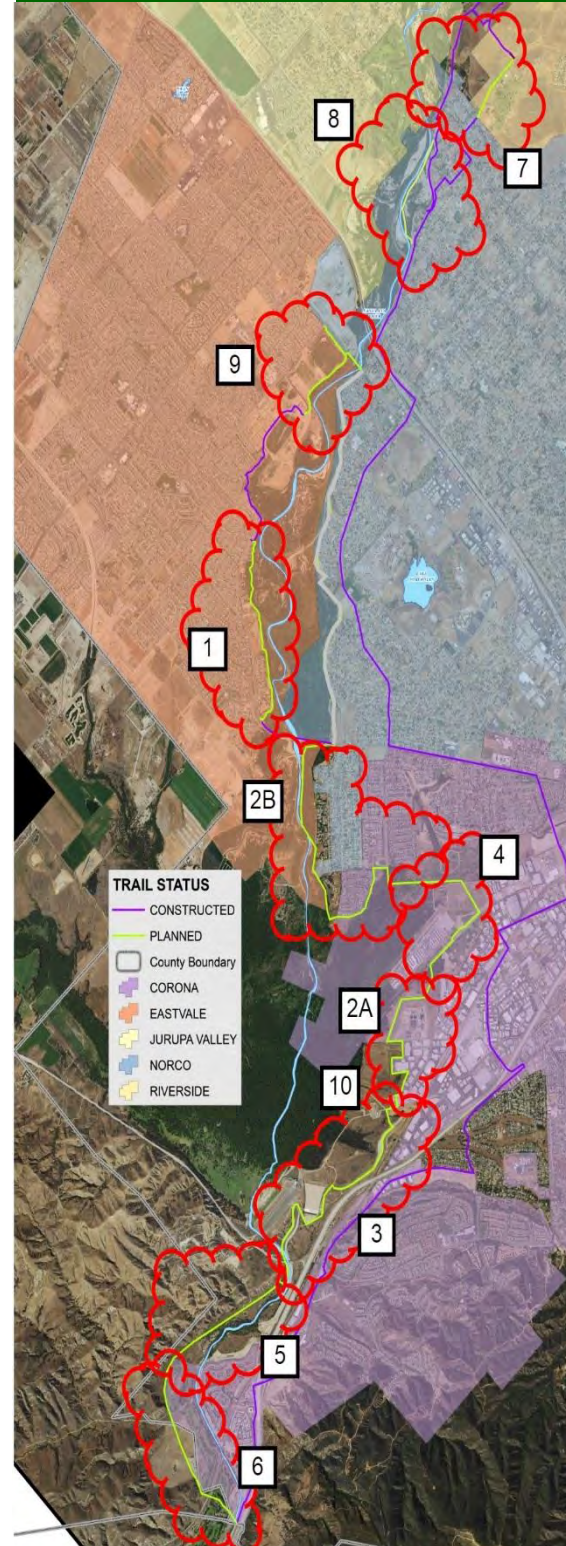 8
7
9
1
2B
4
TRAIL STATUS
CONSTRUCTED
PLANNED
County Boundary
CORONA
EASTVALE
JURUPA VALLEY
NORCO
RIVERSIDE
2A
10
3
5
6